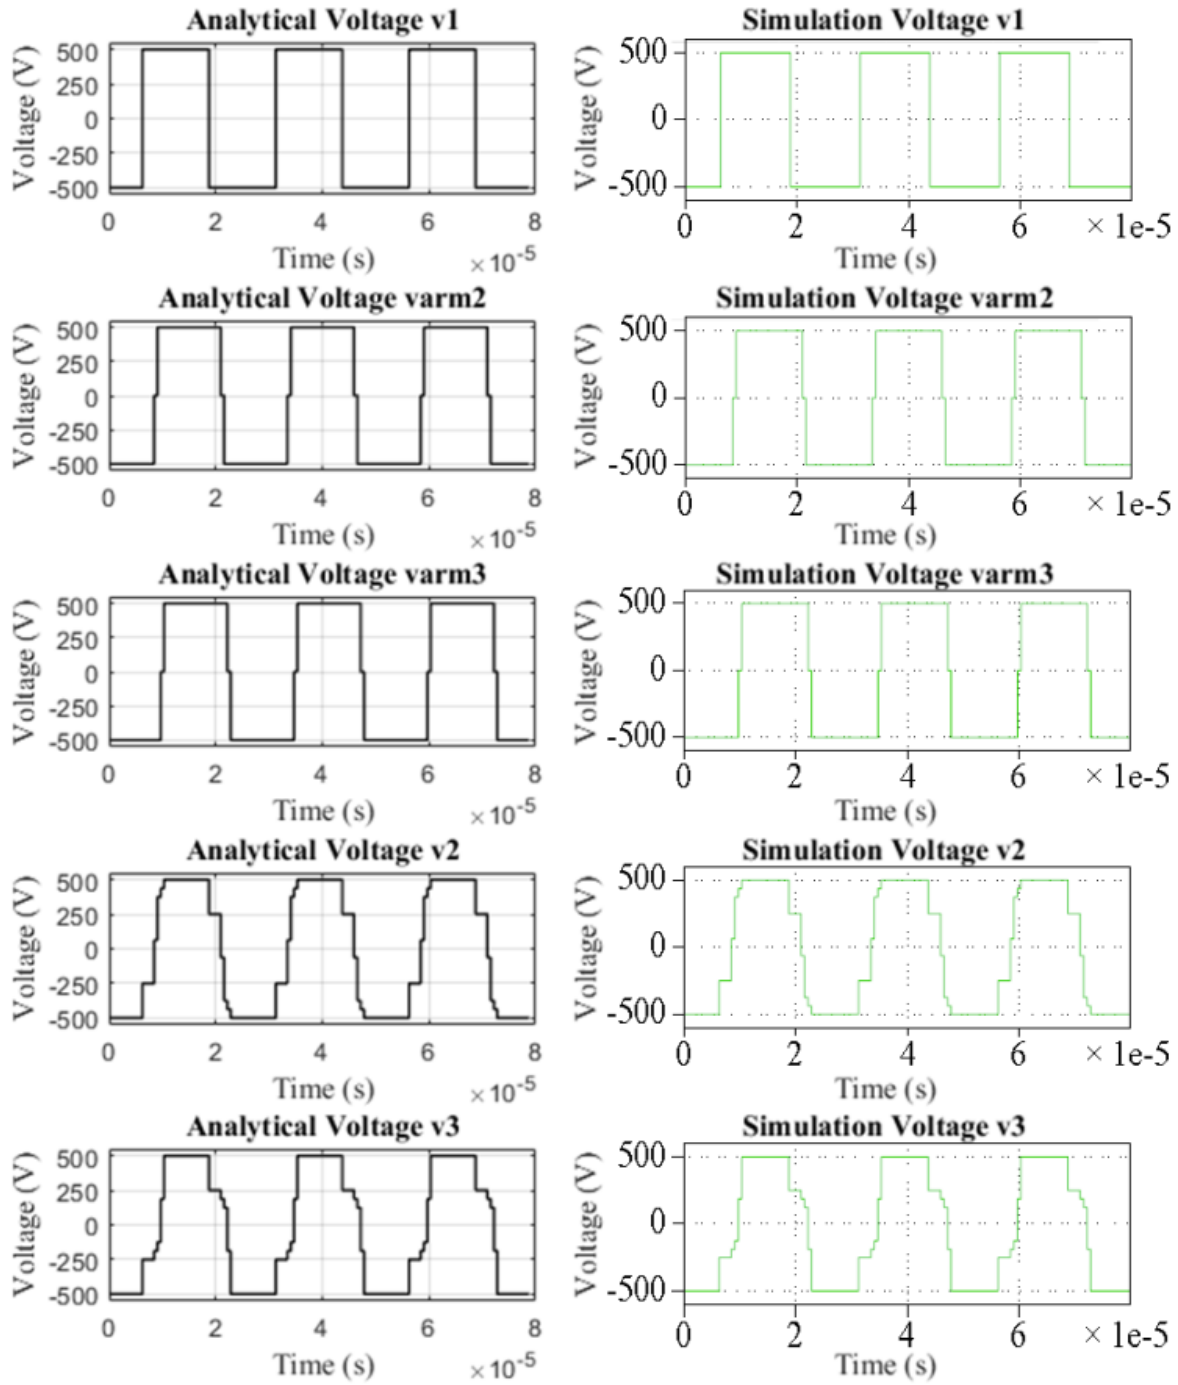 Analytical Voltage v1
Voltage (V)
500
250
0
-250
-500
0 2 4 6 8
Time (s)
×10-5
Simulation Voltage v1
Voltage (V)
500
0
-500
0 2 4 6 × 1e-5
Time (s)
Analytical Voltage varm2
Voltage (V)
500
250
0
-250
-500
0 2 4 6 8
Time (s)
×10-5
Simulation Voltage varm2
Voltage (V)
500
0
-500
0 2 4 6 × 1e-5
Time (s)
Analytical Voltage varm3
Voltage (V)
500
250
0
-250
-500
0 2 4 6 8
Time (s)
×10-5
Simulation Voltage varm3
Voltage (V)
500
0
-500
0 2 4 6 × 1e-5
Time (s)
Analytical Voltage v2
Voltage (V)
500
250
0
-250
-500
0 2 4 6 8
Time (s)
×10-5
Simulation Voltage v2
Voltage (V)
500
0
-500
0 2 4 6 × 1e-5
Time (s)
Analytical Voltage v3
Voltage (V)
500
250
0
-250
-500
0 2 4 6 8
Time (s)
×10-5
Simulation Voltage v3
Voltage (V)
500
0
-500
0 2 4 6 × 1e-5
Time (s)